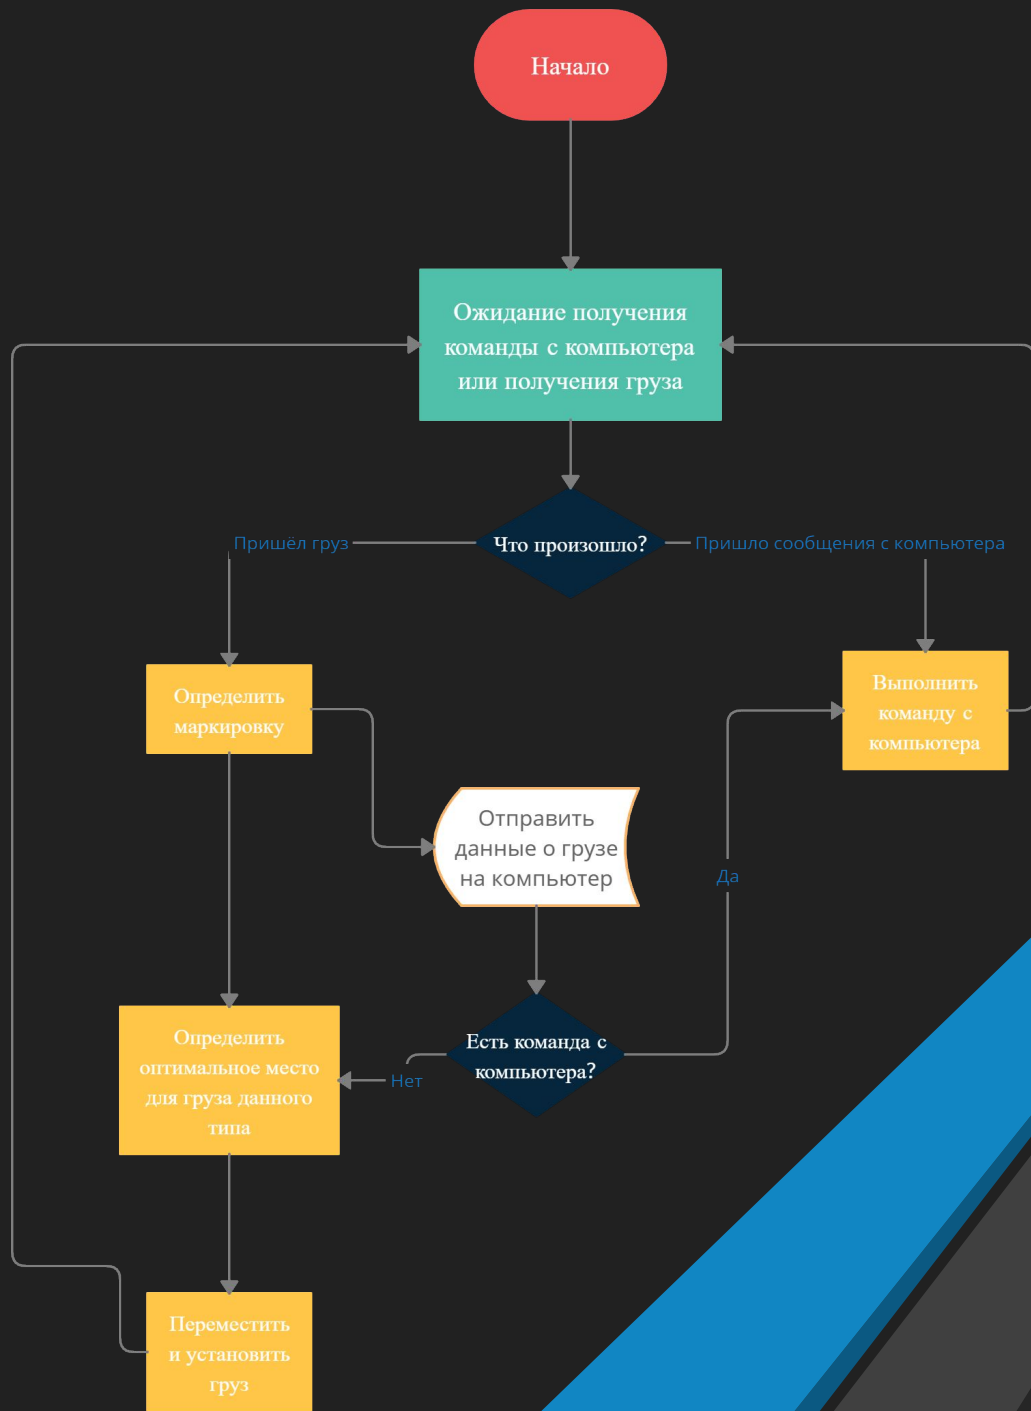 Начало
Ожидание получения
команды с компьютера
или получения груза
Что произошло?
Пришёл груз
Пришло сообщения с компьютера
Определить
маркировку
Выполнить
команду с
компьютера
Отправить
данные о грузе
на компьютер
Да
Есть команда с
компьютера?
Нет
Определить
оптимальное место
для груза данного
типа
Переместить
и установить
груз